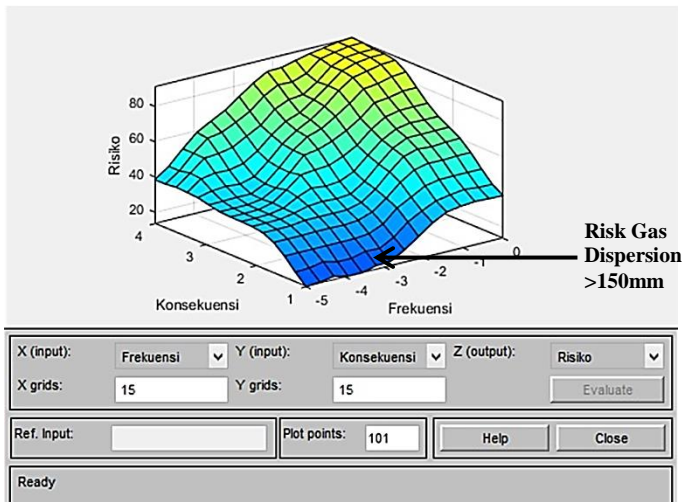 80
60
40
20
Risiko
4
3
2
1
Konsekuensi
-5
-4
-3
-2
-1
0
Frekuensi
Risk Gas
Dispersion
>150mm
X (input): Frekuensi Y (input): Konsekuensi Z (output): Risiko
X grids: 15 Y grids: 15 Evaluate
Ref. Input: Plot points: 101 Help Close
Ready